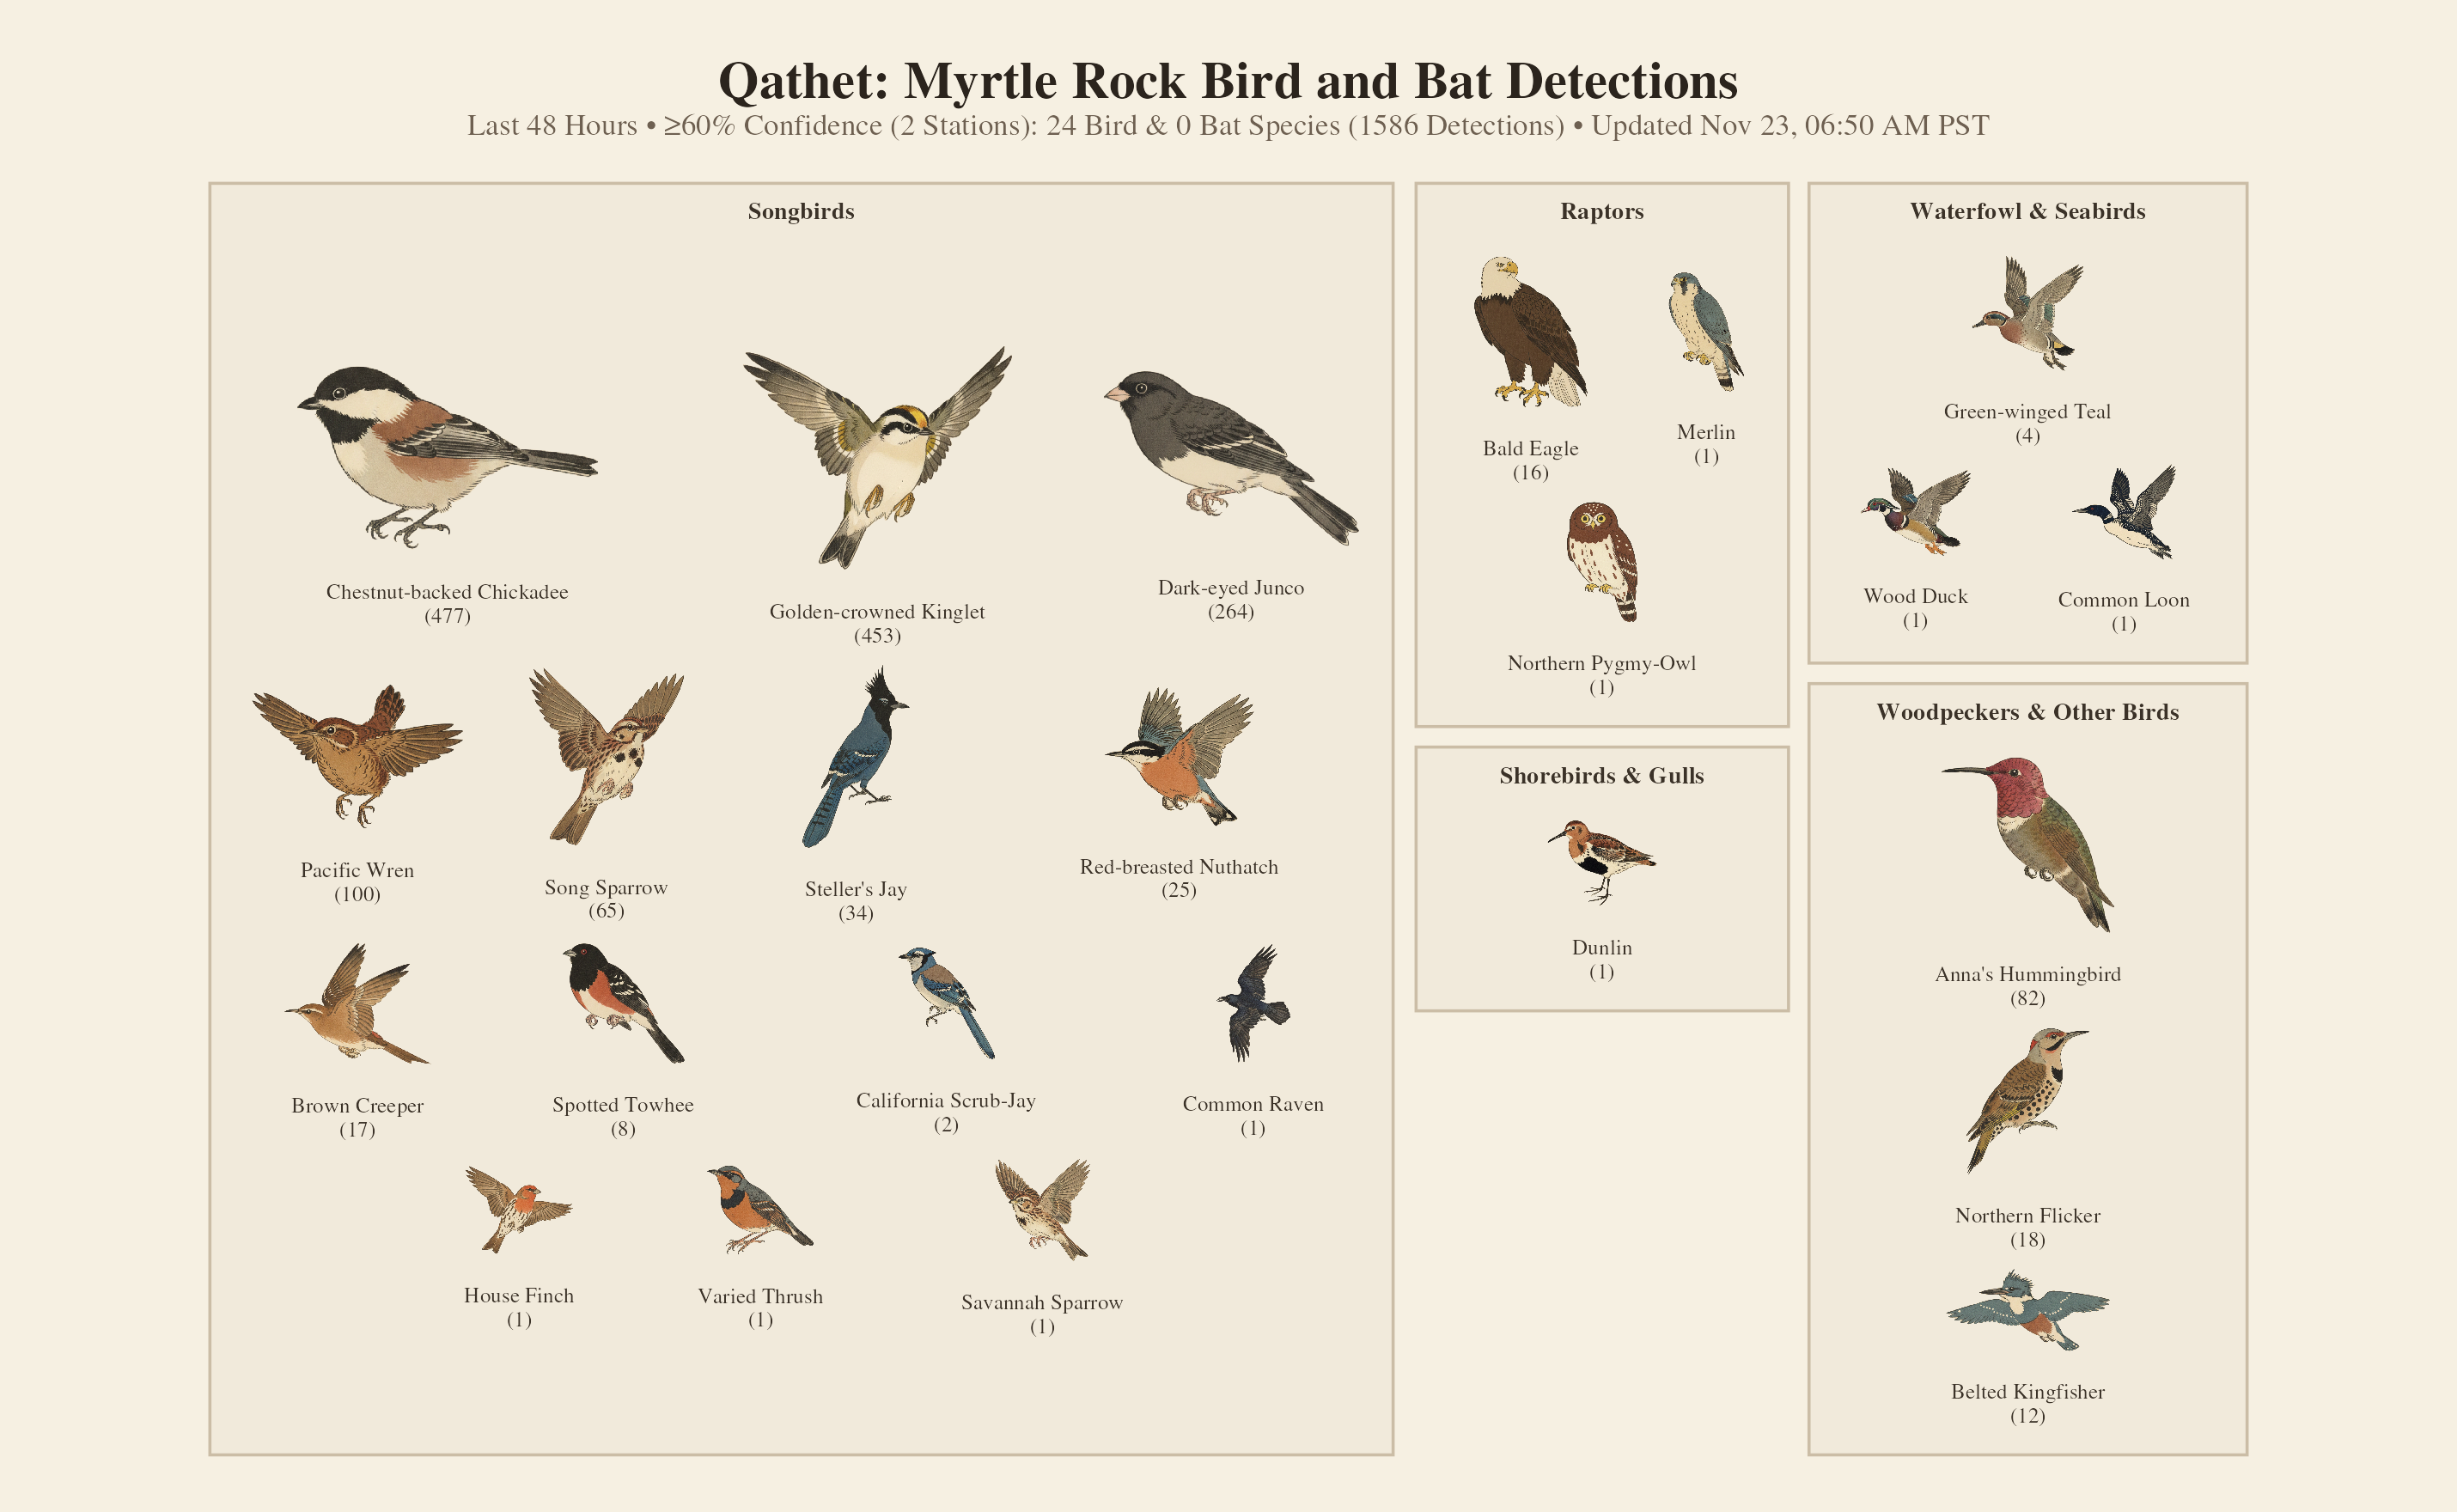 Qathet: Myrtle Rock Bird and Bat Detections
Last 48 Hours • ≥60% Confidence (2 Stations): 24 Bird & 0 Bat Species (1586 Detections) • Updated Nov 23, 06:50 AM PST
Songbirds
Chestnut-backed Chickadee
(477)
Golden-crowned Kinglet
(453)
Dark-eyed Junco
(264)
Pacific Wren
(100)
Song Sparrow
(65)
Steller's Jay
(34)
Red-breasted Nuthatch
(25)
Brown Creeper
(17)
Spotted Towhee
(8)
California Scrub-Jay
(2)
Common Raven
(1)
House Finch
(1)
Varied Thrush
(1)
Savannah Sparrow
(1)
Raptors
Bald Eagle
(16)
Merlin
(1)
Northern Pygmy-Owl
(1)
Shorebirds & Gulls
Dunlin
(1)
Waterfowl & Seabirds
Green-winged Teal
(4)
Wood Duck
(1)
Common Loon
(1)
Woodpeckers & Other Birds
Anna's Hummingbird
(82)
Northern Flicker
(18)
Belted Kingfisher
(12)